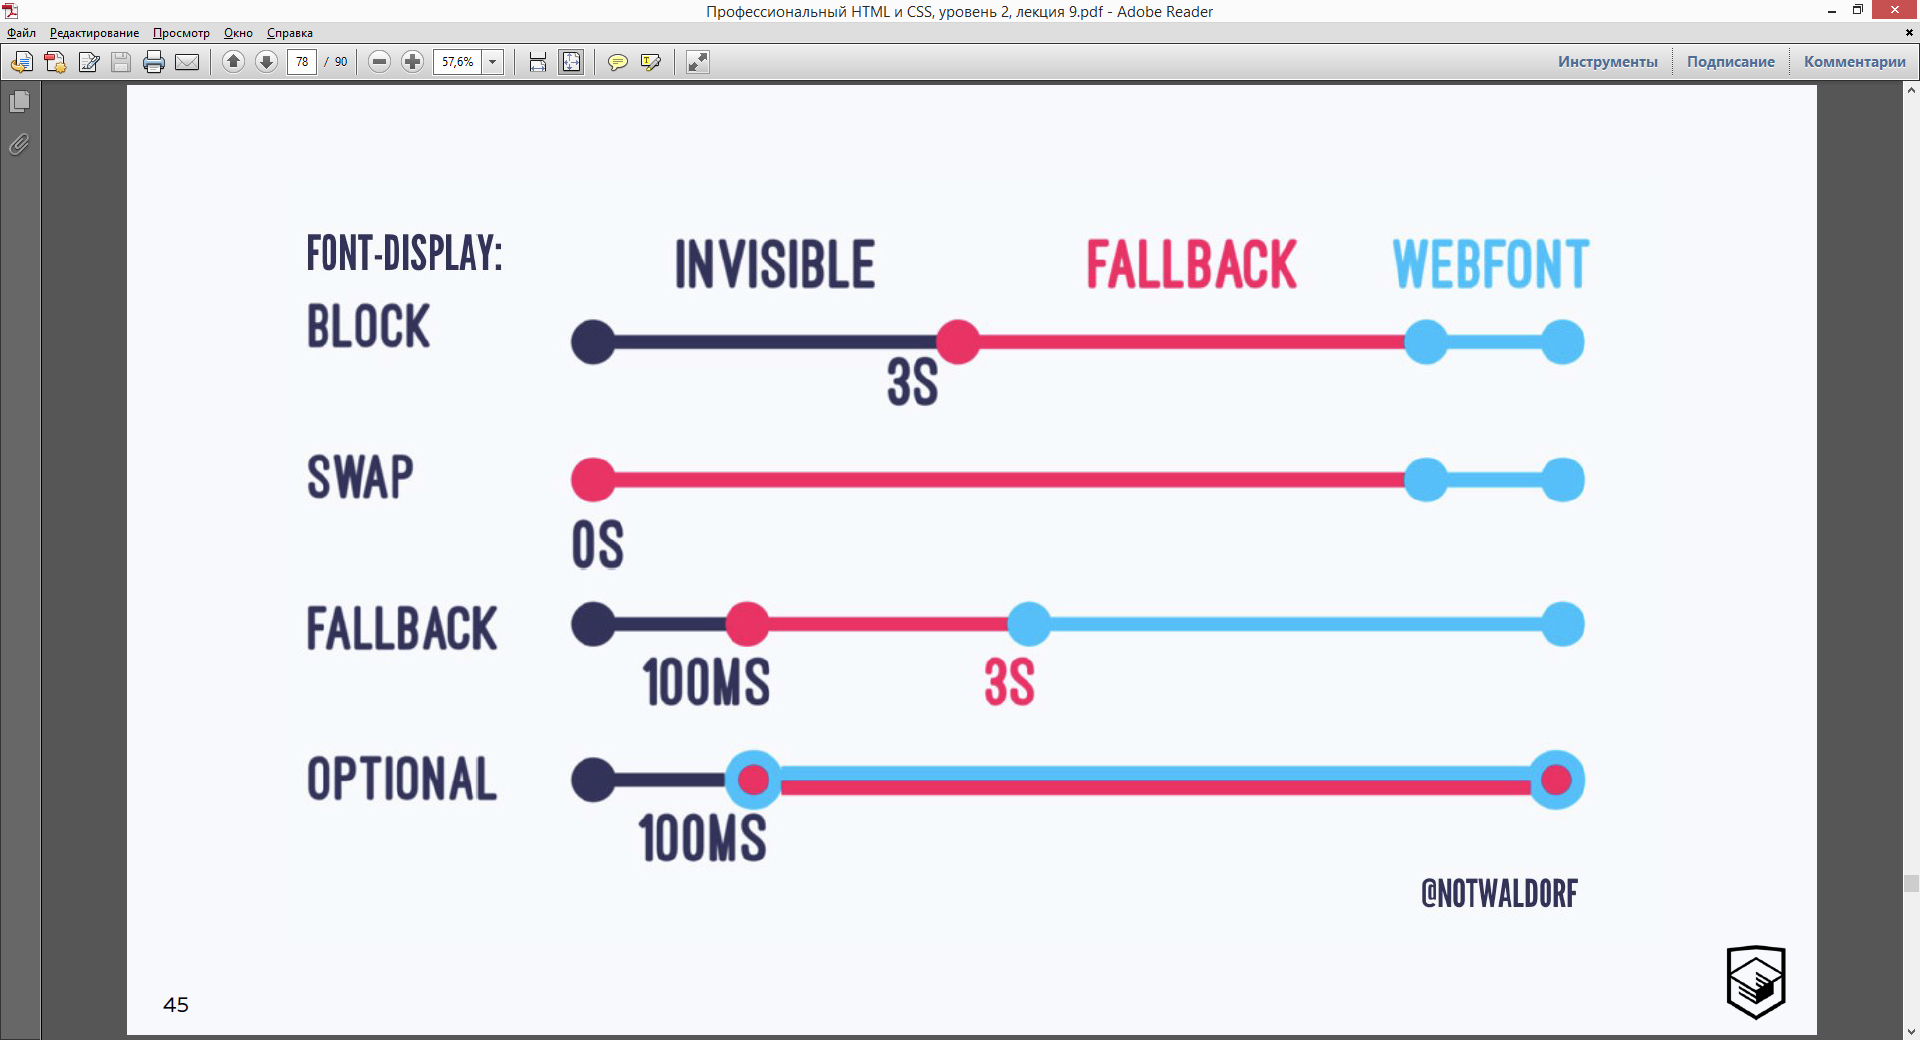 Профессиональный HTML и CSS, уровень 2, лекция 9.pdf - Adobe Reader
Файл Редактирование Просмотр Окно Справка
78 / 90 57,6% Инструменты Подписание Комментарии
FONT-DISPLAY: INVISIBLE FALLBACK WEBFONT
BLOCK
3S
SWAP
0S
FALLBACK
100MS 3S
OPTIONAL
100MS
@NOTWALDORF
45